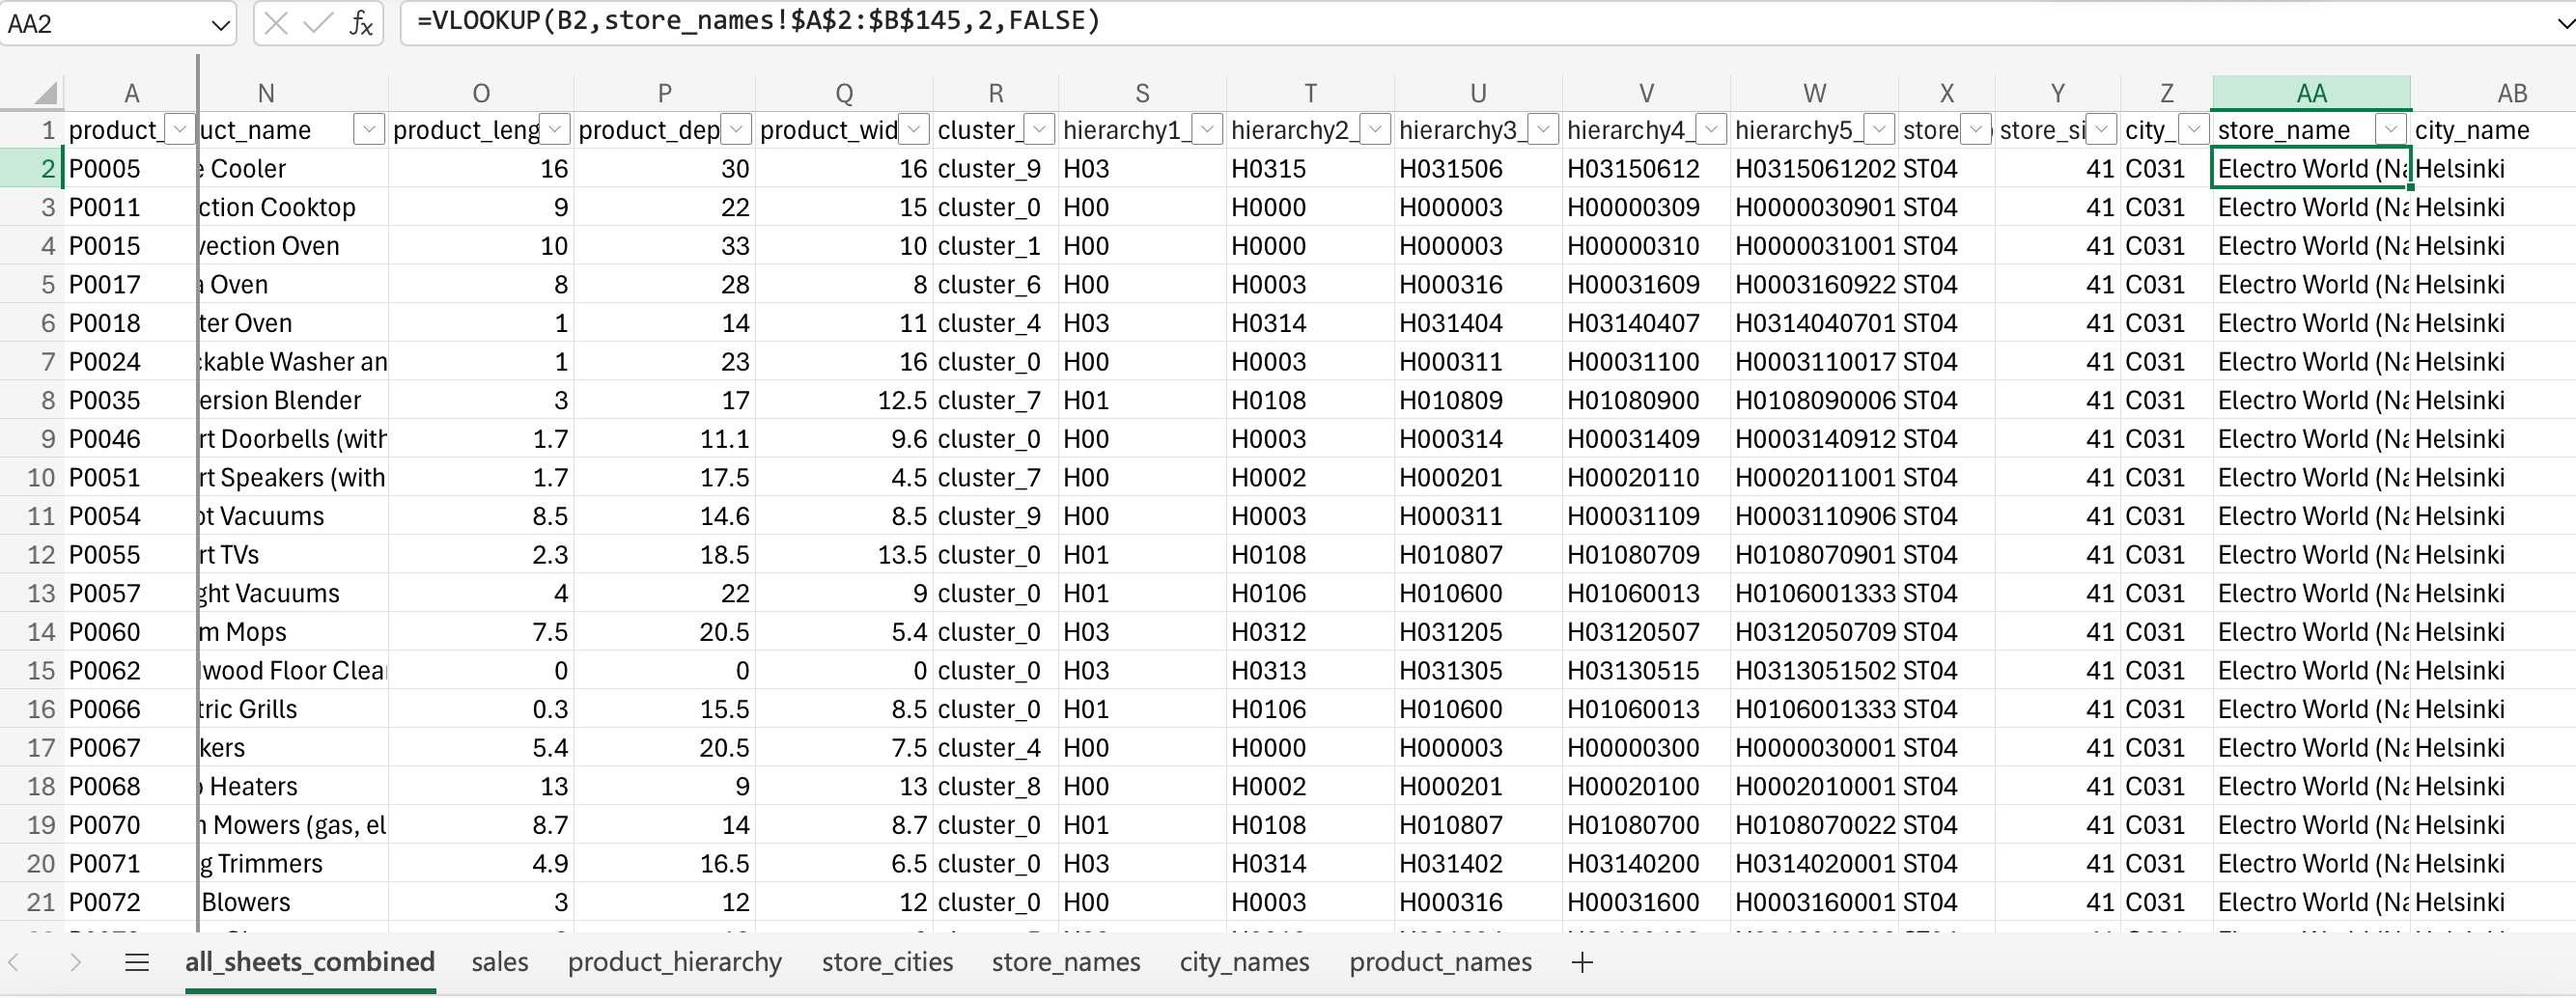 AA2 fx =VLOOKUP(B2,store_names!$A$2:$B$145,2,FALSE)
A N O P Q R S T U V W X Y Z AA AB
1 product_ uct_name product_leng product_dep product_wid cluster_ hierarchy1_ hierarchy2_ hierarchy3_ hierarchy4_ hierarchy5_ store store_si city_ store_name city_name
2 P0005 Cooler 16 30 16 cluster_9 H03 H0315 H031506 H03150612 H0315061202 ST04 41 C031 Electro World (Na Helsinki
3 P0011 ction Cooktop 9 22 15 cluster_0 H00 H0000 H000003 H00000309 H0000030901 ST04 41 C031 Electro World (Na Helsinki
4 P0015 vection Oven 10 33 10 cluster_1 H00 H0000 H000003 H00000310 H0000031001 ST04 41 C031 Electro World (Na Helsinki
5 P0017 Oven 8 28 8 cluster_6 H00 H0003 H000316 H00031609 H0003160922 ST04 41 C031 Electro World (Na Helsinki
6 P0018 ter Oven 1 14 11 cluster_4 H03 H0314 H031404 H03140407 H0314040701 ST04 41 C031 Electro World (Na Helsinki
7 P0024 ckable Washer an 1 23 16 cluster_0 H00 H0003 H000311 H00031100 H0003110017 ST04 41 C031 Electro World (Na Helsinki
8 P0035 ersion Blender 3 17 12.5 cluster_7 H01 H0108 H010809 H01080900 H0108090006 ST04 41 C031 Electro World (Na Helsinki
9 P0046 rt Doorbells (with 1.7 11.1 9.6 cluster_0 H00 H0003 H000314 H00031409 H0003140912 ST04 41 C031 Electro World (Na Helsinki
10 P0051 rt Speakers (with 1.7 17.5 4.5 cluster_7 H00 H0002 H000201 H00020110 H0002011001 ST04 41 C031 Electro World (Na Helsinki
11 P0054 ot Vacuums 8.5 14.6 8.5 cluster_9 H00 H0003 H000311 H00031109 H0003110906 ST04 41 C031 Electro World (Na Helsinki
12 P0055 rt TVs 2.3 18.5 13.5 cluster_0 H01 H0108 H010807 H01080709 H0108070901 ST04 41 C031 Electro World (Na Helsinki
13 P0057 ght Vacuums 4 22 9 cluster_0 H01 H0106 H010600 H01060013 H0106001333 ST04 41 C031 Electro World (Na Helsinki
14 P0060 m Mops 7.5 20.5 5.4 cluster_0 H03 H0312 H031205 H03120507 H0312050709 ST04 41 C031 Electro World (Na Helsinki
15 P0062 lwood Floor Clear 0 0 0 cluster_0 H03 H0313 H031305 H03130515 H0313051502 ST04 41 C031 Electro World (Na Helsinki
16 P0066 tric Grills 0.3 15.5 8.5 cluster_0 H01 H0106 H010600 H01060013 H0106001333 ST04 41 C031 Electro World (Na Helsinki
17 P0067 kers 5.4 20.5 7.5 cluster_4 H00 H0000 H000003 H00000300 H0000030001 ST04 41 C031 Electro World (Na Helsinki
18 P0068 Heaters 13 9 13 cluster_8 H00 H0002 H000201 H00020100 H0002010001 ST04 41 C031 Electro World (Na Helsinki
19 P0070 n Mowers (gas, el 8.7 14 8.7 cluster_0 H01 H0108 H010807 H01080700 H0108070022 ST04 41 C031 Electro World (Na Helsinki
20 P0071 g Trimmers 4.9 16.5 6.5 cluster_0 H03 H0314 H031402 H03140200 H0314020001 ST04 41 C031 Electro World (Na Helsinki
21 P0072 Blowers 3 12 12 cluster_0 H00 H0003 H000316 H00031600 H0003160001 ST04 41 C031 Electro World (Na Helsinki
all_sheets_combined sales product_hierarchy store_cities store_names city_names product_names +